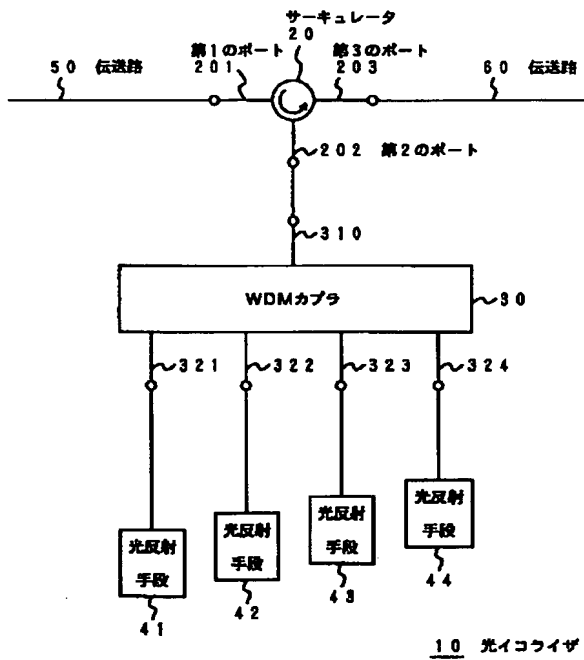 サーキュレータ
20
第1のポート
第3のポート
50 伝送路
201
203
60 伝送路
202 第2のポート
310
WDMカプラ
30
321
322
323
324
光反射
手段
光反射
手段
光反射
手段
光反射
手段
41
42
43
44
10 光イコライザ